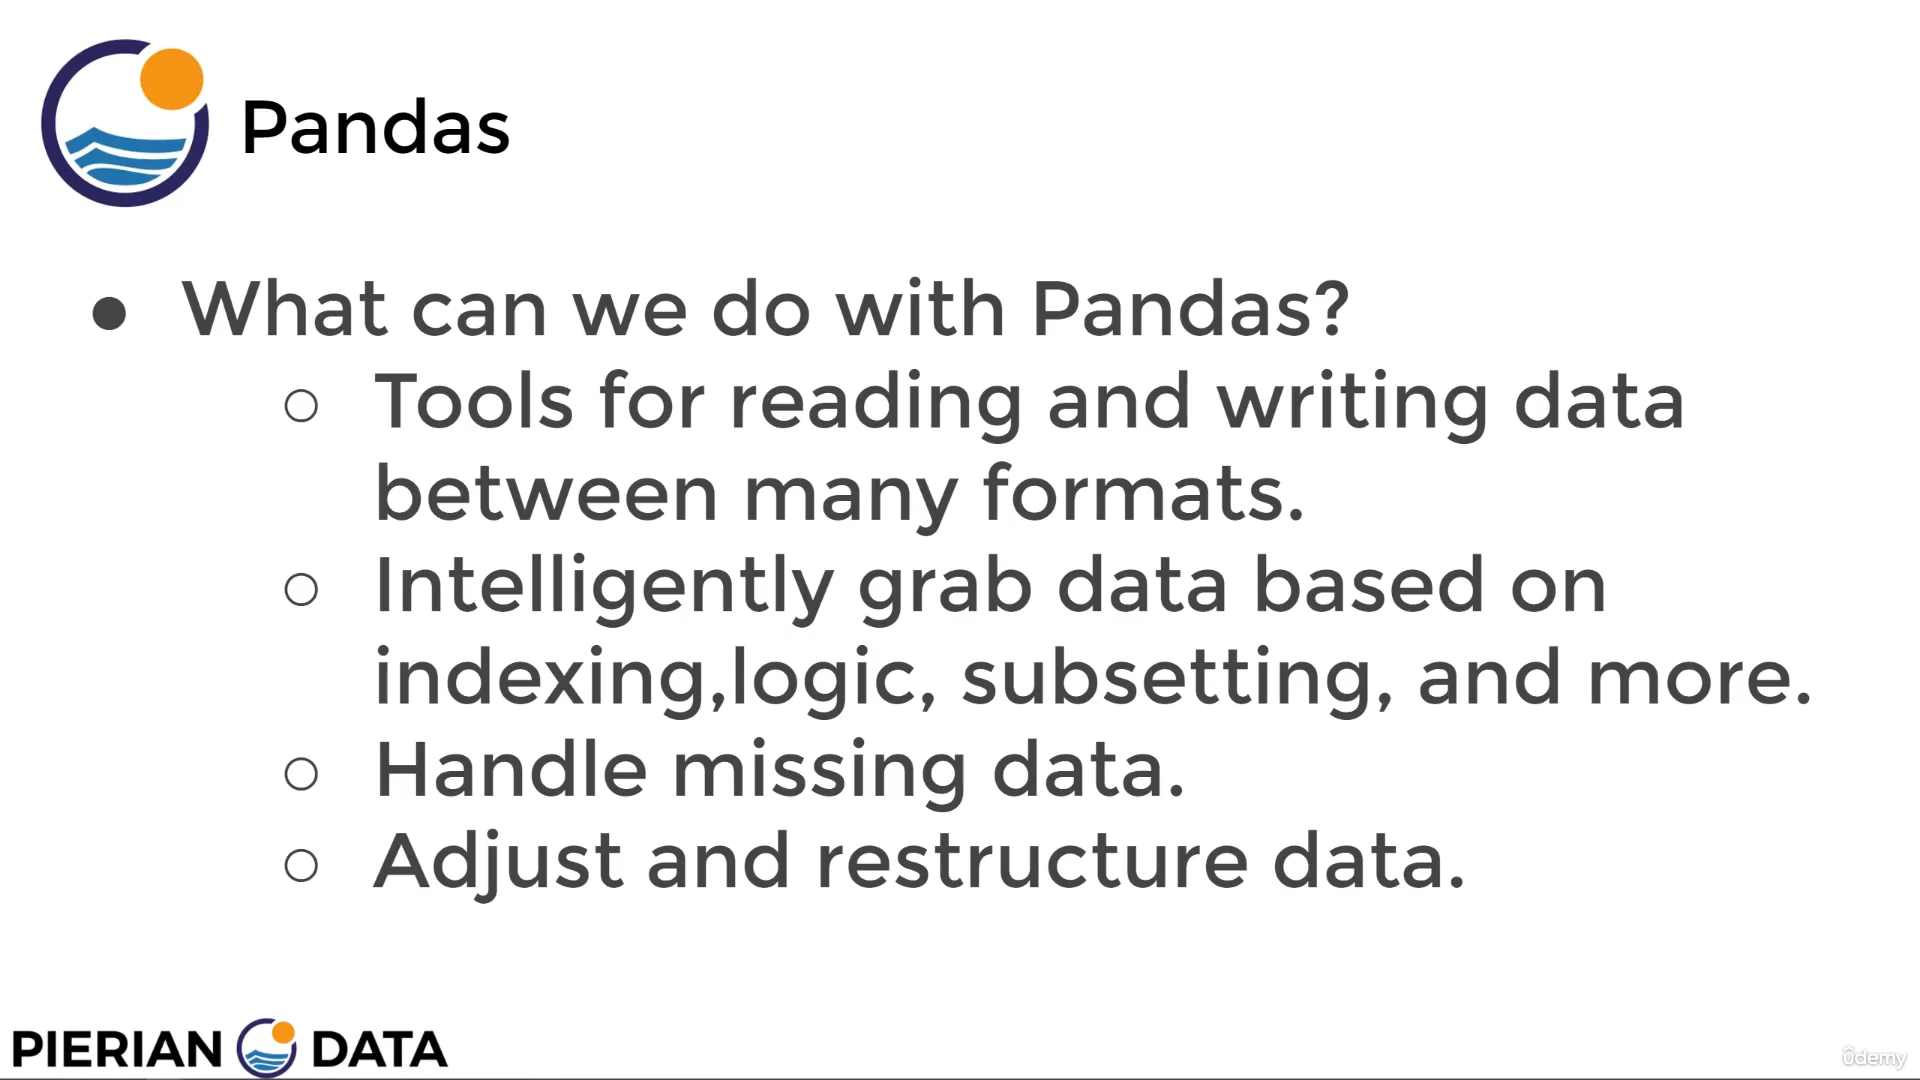 Pandas
● What can we do with Pandas?
○ Tools for reading and writing data
between many formats.
○ Intelligently grab data based on
indexing,logic, subsetting, and more.
○ Handle missing data.
○ Adjust and restructure data.
PIERIAN DATA
ûdemy